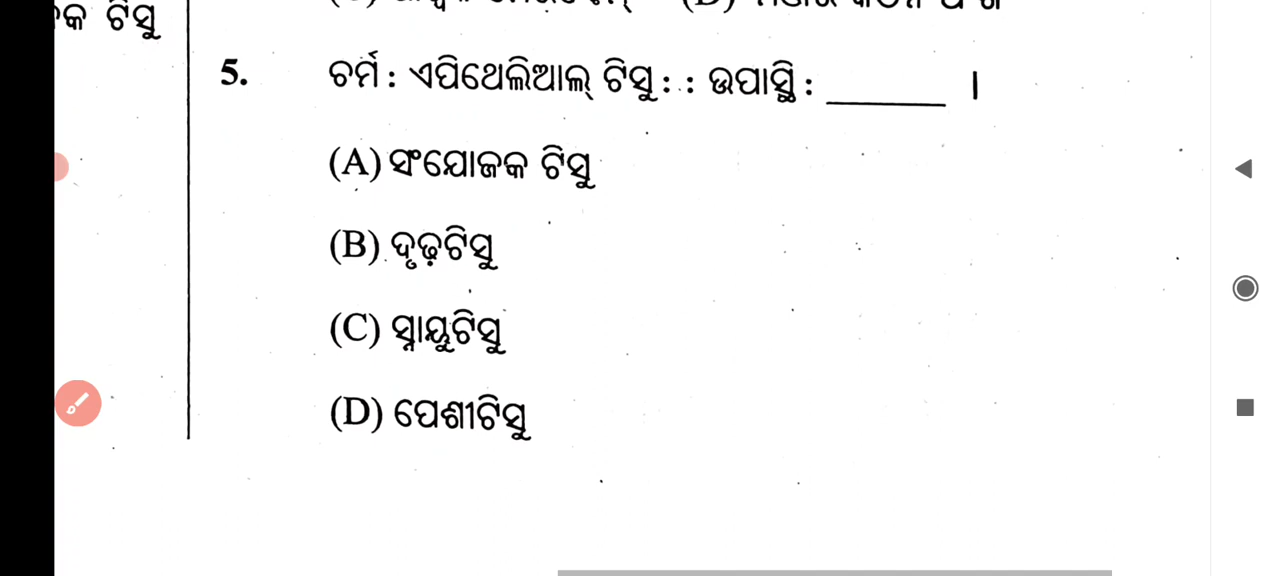 କ ଟିସୁ
5. ଚର୍ମ : ଏପିଥେଲିଆଲ୍ ଟିସୁ : : ଉପାସ୍ଥି : ______ ।
(A) ସଂଯୋଜକ ଟିସୁ
(B) ଦୃଢ଼ଟିସୁ
(C) ସ୍ନାୟୁଟିସୁ
(D) ପେଶୀଟିସୁ